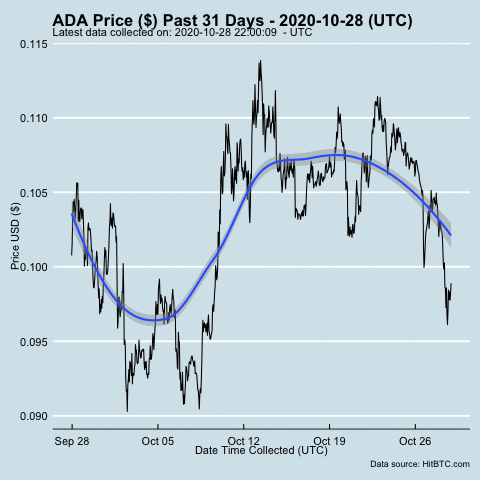 ADA Price ($) Past 31 Days - 2020-10-28 (UTC)
Latest data collected on: 2020-10-28 22:00:09  - UTC
0.115
0.110
0.105
0.100
0.095
0.090
Price USD ($)
Sep 28
Oct 05
Oct 12
Oct 19
Oct 26
Date Time Collected (UTC)
Data source: HitBTC.com